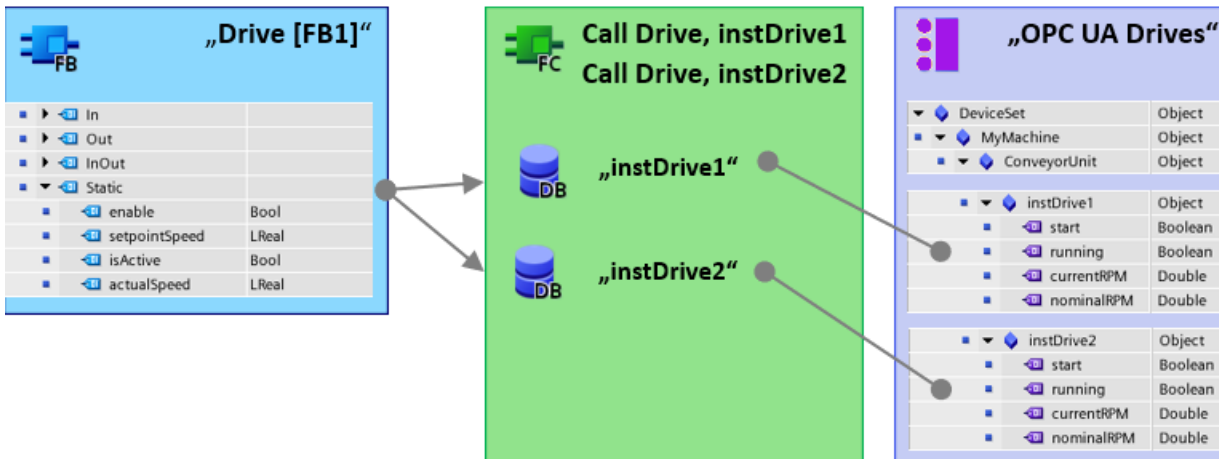 „Drive [FB1]“
FB
In
Out
InOut
Static
enable Bool
setpointSpeed LReal
isActive Bool
actualSpeed LReal
Call Drive, instDrive1
Call Drive, instDrive2
FC
DB
„instDrive1“
DB
„instDrive2“
„OPC UA Drives“
DeviceSet Object
MyMachine Object
ConveyorUnit Object
instDrive1 Object
start Boolean
running Boolean
currentRPM Double
nominalRPM Double
instDrive2 Object
start Boolean
running Boolean
currentRPM Double
nominalRPM Double